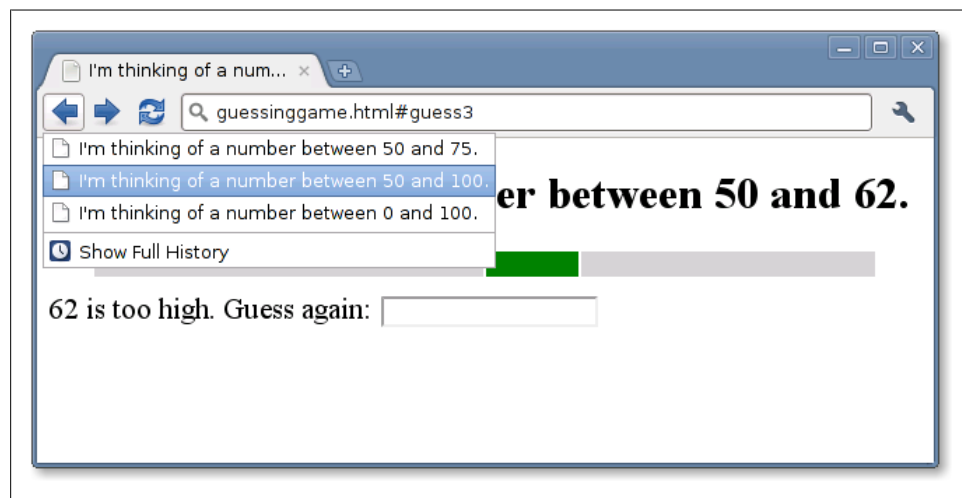 I'm thinking of a num...
guessinggame.html#guess3
I'm thinking of a number between 50 and 75.
I'm thinking of a number between 50 and 100.
I'm thinking of a number between 0 and 100.
Show Full History
er between 50 and 62.
62 is too high. Guess again: